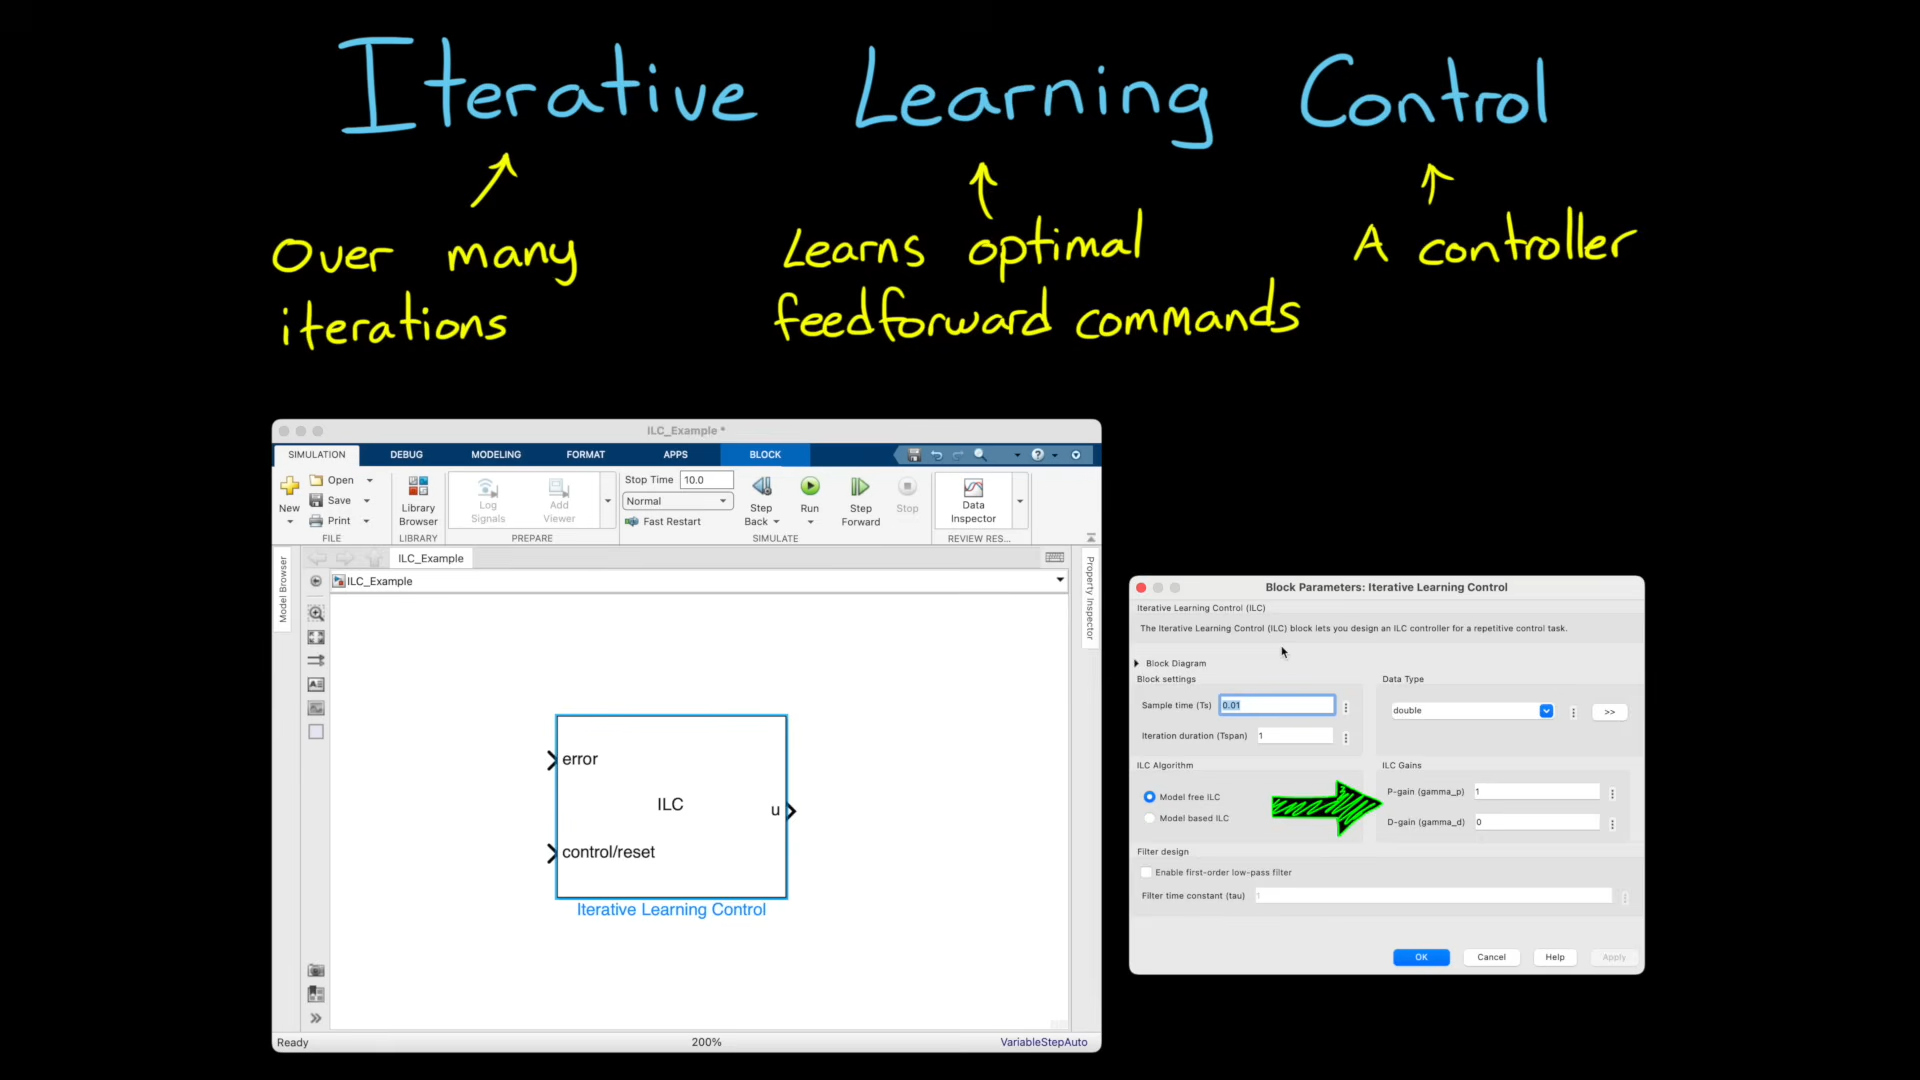 Iterative Learning Control
Over many
iterations
Learns optimal
feedforward commands
A controller
ILC_Example *
SIMULATION DEBUG MODELING FORMAT APPS BLOCK
New
Open
Save
Print
FILE
Library
Browser
LIBRARY
Log
Signals
Add
Viewer
PREPARE
Stop Time 10.0
Normal
Fast Restart
Step
Back
Run
Step
Forward
Stop
SIMULATE
Data
Inspector
REVIEW RES...
Model Browser
ILC_Example
ILC_Example
Property Inspector
error
ILC
u
control/reset
Iterative Learning Control
Ready 200% VariableStepAuto
Block Parameters: Iterative Learning Control
Iterative Learning Control (ILC)
The Iterative Learning Control (ILC) block lets you design an ILC controller for a repetitive control task.
Block Diagram
Block settings
Sample time (Ts) 0.01
Iteration duration (Tspan) 1
Data Type
double >>
ILC Algorithm
Model free ILC
Model based ILC
ILC Gains
P-gain (gamma_p) 1
D-gain (gamma_d) 0
Filter design
Enable first-order low-pass filter
Filter time constant (tau) 1
OK Cancel Help Apply